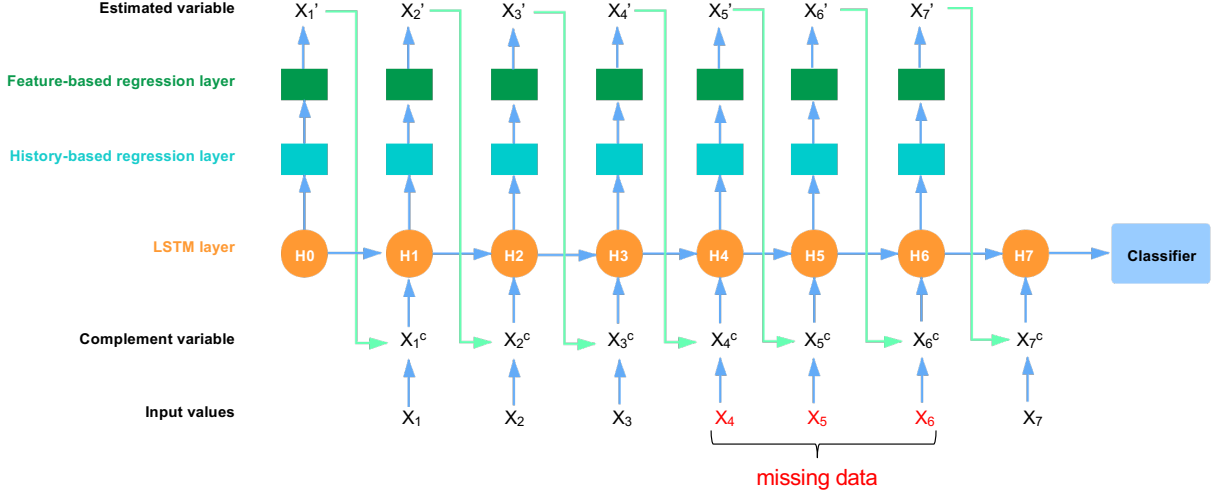 Estimated variable X₁’ X₂’ X₃’ X₄’ X₅’ X₆’ X₇’
Feature-based regression layer
History-based regression layer
LSTM layer H0 H1 H2 H3 H4 H5 H6 H7 Classifier
Complement variable X₁ᶜ X₂ᶜ X₃ᶜ X₄ᶜ X₅ᶜ X₆ᶜ X₇ᶜ
Input values X₁ X₂ X₃ X₄ X₅ X₆ X₇
missing data